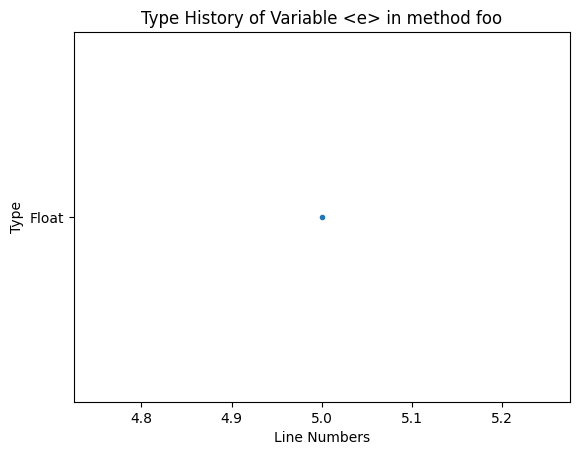 Type History of Variable <e> in method foo
Type
Float
4.8 4.9 5.0 5.1 5.2
Line Numbers